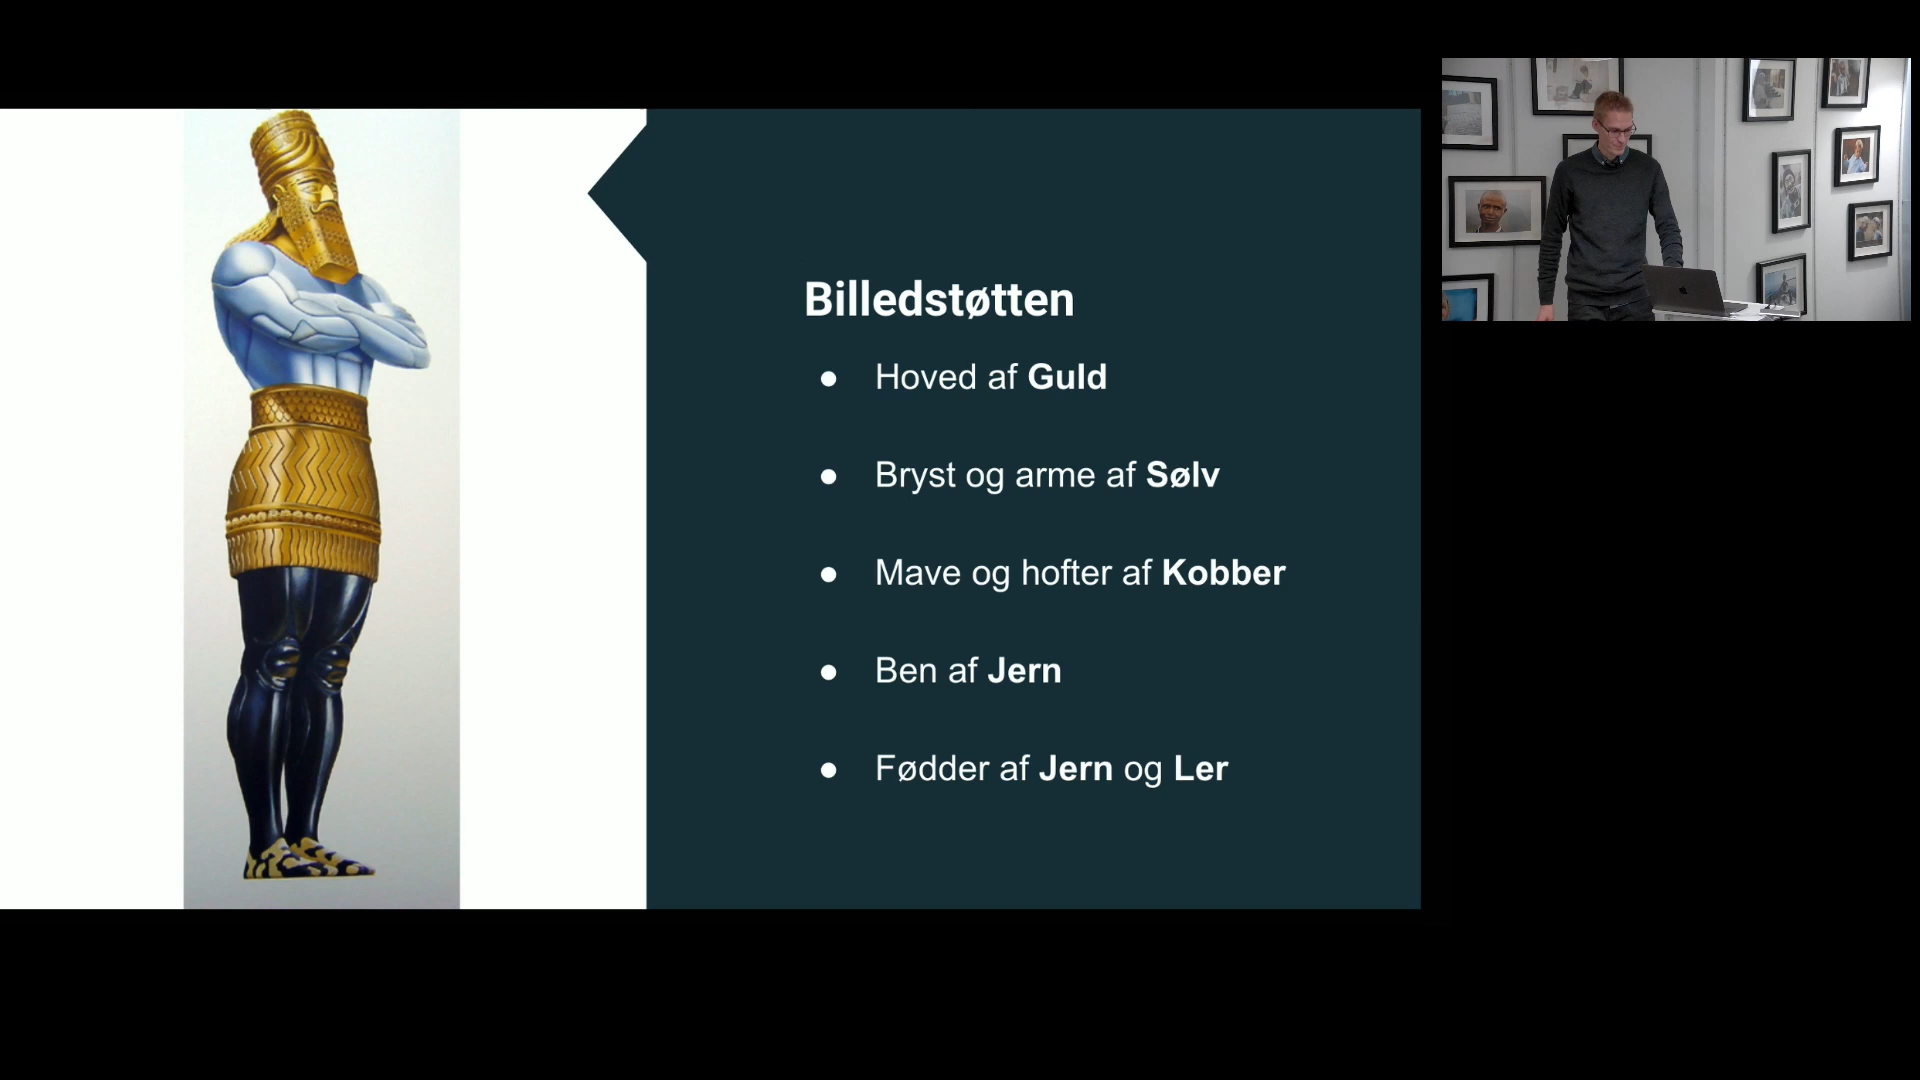 Billedstøtten
● Hoved af Guld
● Bryst og arme af Sølv
● Mave og hofter af Kobber
● Ben af Jern
● Fødder af Jern og Ler